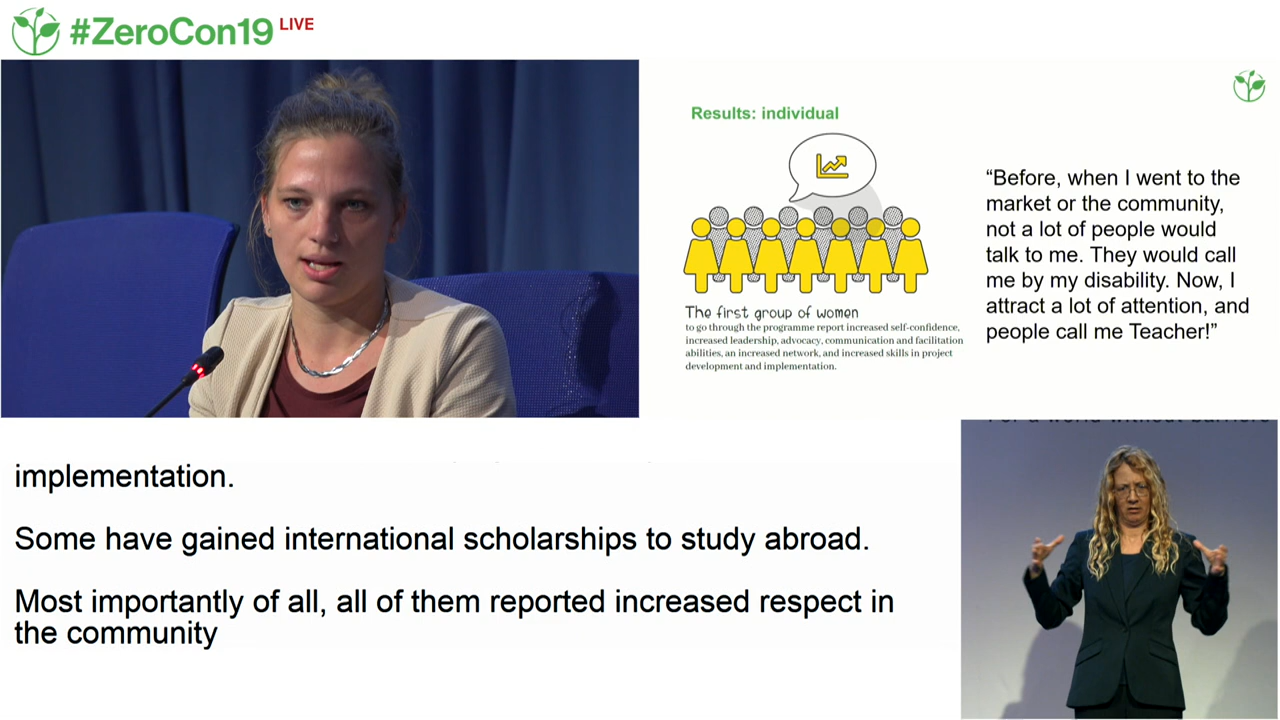 #ZeroCon19 LIVE
Results: individual
The first group of women
to go through the programme report increased self-confidence,
increased leadership, advocacy, communication and facilitation
abilities, an increased network, and increased skills in project
development and implementation.
“Before, when I went to the
market or the community,
not a lot of people would
talk to me. They would call
me by my disability. Now, I
attract a lot of attention, and
people call me Teacher!”
For a world without barriers
implementation.
Some have gained international scholarships to study abroad.
Most importantly of all, all of them reported increased respect in
the community